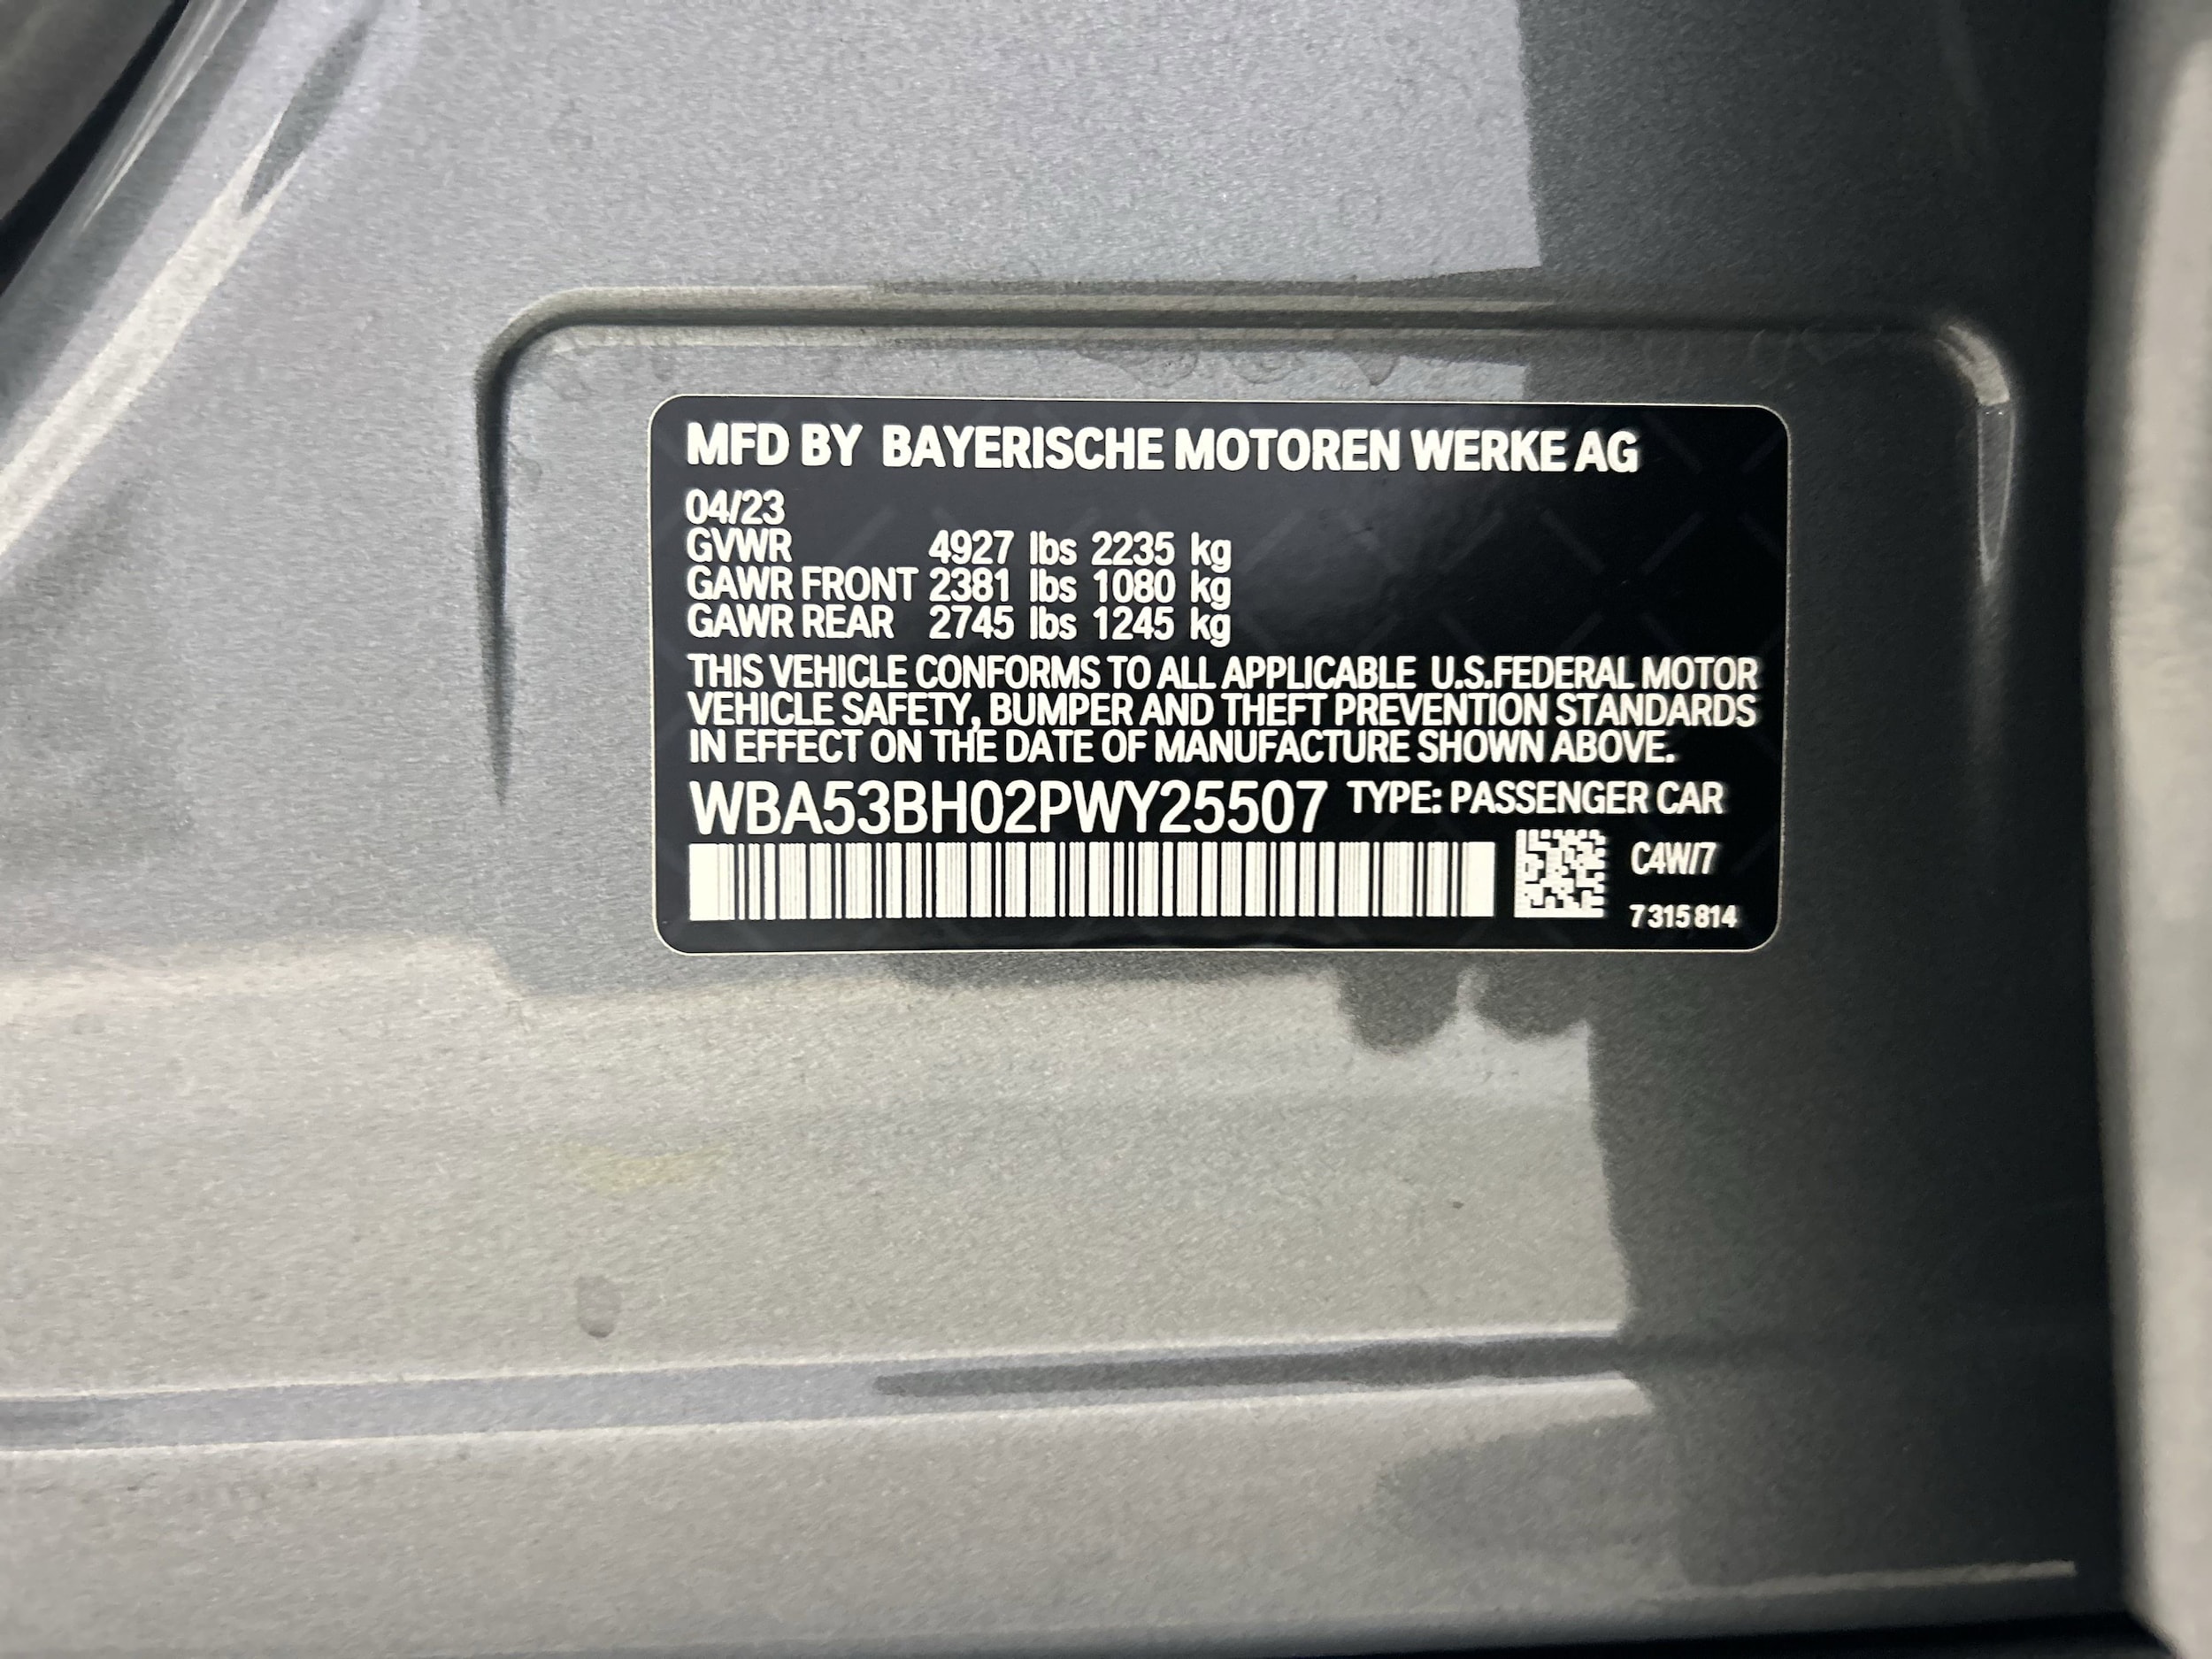 MFD BY BAYERISCHE MOTOREN WERKE AG
04/23
GVWR 4927 lbs 2235 kg
GAWR FRONT 2381 lbs 1080 kg
GAWR REAR 2745 lbs 1245 kg
THIS VEHICLE CONFORMS TO ALL APPLICABLE U.S.FEDERAL MOTOR
VEHICLE SAFETY, BUMPER AND THEFT PREVENTION STANDARDS
IN EFFECT ON THE DATE OF MANUFACTURE SHOWN ABOVE.
WBA53BH02PWY25507 TYPE: PASSENGER CAR
C4W/7
7 315 814